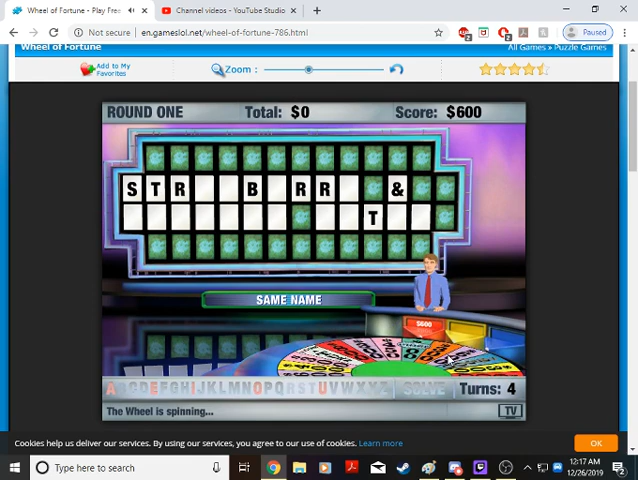 Wheel of Fortune - Play Free
Channel videos - YouTube Studio
Not secure | en.gameslol.net/wheel-of-fortune-786.html
Paused
Wheel of Fortune
All Games » Puzzle Games
Add to My
Favorites
Zoom :
ROUND ONE Total: $0 Score: $600
S T R B R R &
T
SAME NAME
$600
A B C D E F G H I J K L M N O P Q R S T U V W X Y Z SOLVE Turns: 4
The Wheel is spinning...
TV
Cookies help us deliver our services. By using our services, you agree to our use of cookies. Learn more
OK
Type here to search
12:17 AM
12/26/2019